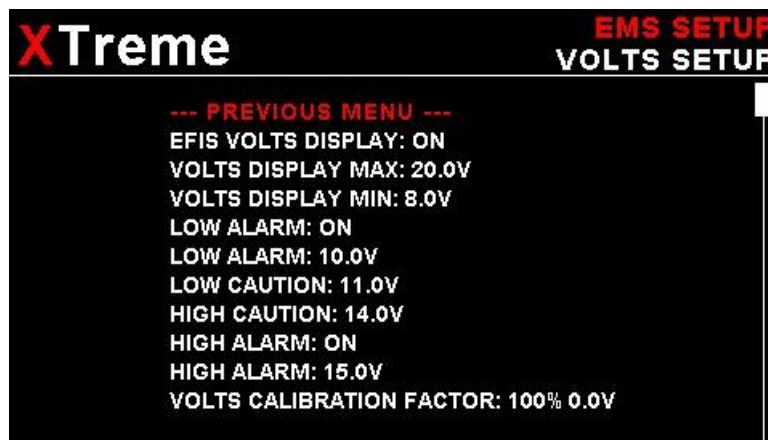 XTreme
EMS SETUP
VOLTS SETUP
--- PREVIOUS MENU ---
EFIS VOLTS DISPLAY: ON
VOLTS DISPLAY MAX: 20.0V
VOLTS DISPLAY MIN: 8.0V
LOW ALARM: ON
LOW ALARM: 10.0V
LOW CAUTION: 11.0V
HIGH CAUTION: 14.0V
HIGH ALARM: ON
HIGH ALARM: 15.0V
VOLTS CALIBRATION FACTOR: 100% 0.0V